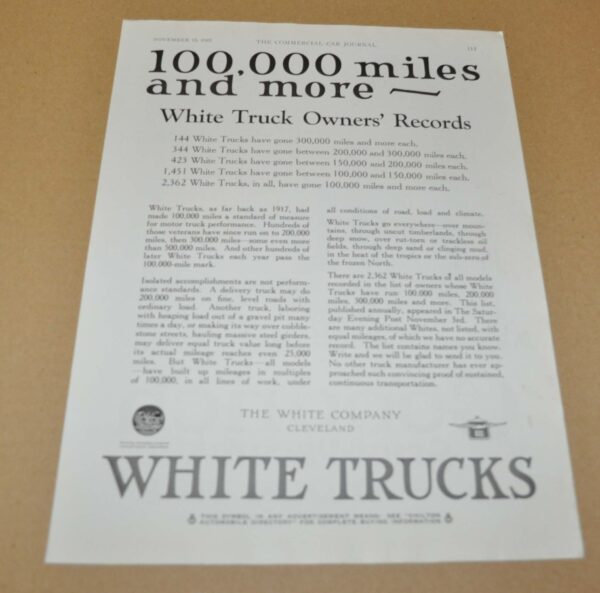 NOVEMBER 15,
THE COMMERCIAL CAR JOURNAL
100,000 miles
and more —
White Truck Owners' Records
144 White Trucks have gone 300,000 miles and more each.
344 White Trucks have gone between 200,000 and 300,000 miles each.
423 White Trucks have gone between 150,000 and 200,000 miles each.
1,451 White Trucks have gone between 100,000 and 150,000 miles each.
2,362 White Trucks, in all, have gone 100,000 miles and more each.
White Trucks, as far back as 1917, had
made 100,000 miles a standard of measure
for motor truck performance. Hundreds of
those veterans have since run on to 200,000
miles, then 300,000 miles—some even more
than 500,000 miles. And other hundreds of
later White Trucks each year pass the
100,000-mile mark.
Isolated accomplishments are not perform-
ance standards. A delivery truck may do
200,000 miles on fine, level roads with
ordinary load. Another truck, laboring
with heaping load out of a gravel pit many
times a day, or making its way over cobble-
stone streets, hauling massive steel girders,
may deliver equal truck value long before
its actual mileage reaches even 25,000
miles. But White Trucks—all models
—have built up mileages in multiples
of 100,000, in all lines of work, under
all conditions of road, load and climate.
White Trucks go everywhere—over moun-
tains, through uncut timberlands, through
deep snow, over rut-torn or trackless oil
fields, through deep sand or clinging mud,
in the heat of the tropics or the sub-zero of
the frozen North.
There are 2,362 White Trucks of all models
recorded in the list of owners whose White
Trucks have run 100,000 miles, 200,000
miles, 300,000 miles and more. This list,
published annually, appeared in The Satur-
day Evening Post November 3rd. There
are many additional Whites, not listed, with
equal mileages, of which we have no accurate
record. The list contains names you know.
Write and we will be glad to send it to you.
No other truck manufacturer has ever ap-
proached such convincing proof of sustained,
continuous transportation.
THE WHITE COMPANY
CLEVELAND
WHITE TRUCKS
THIS SYMBOL IN ANY ADVERTISEMENT MEANS: SEE "CHILTON
AUTOMOBILE DIRECTORY" FOR COMPLETE BUYING INFORMATION